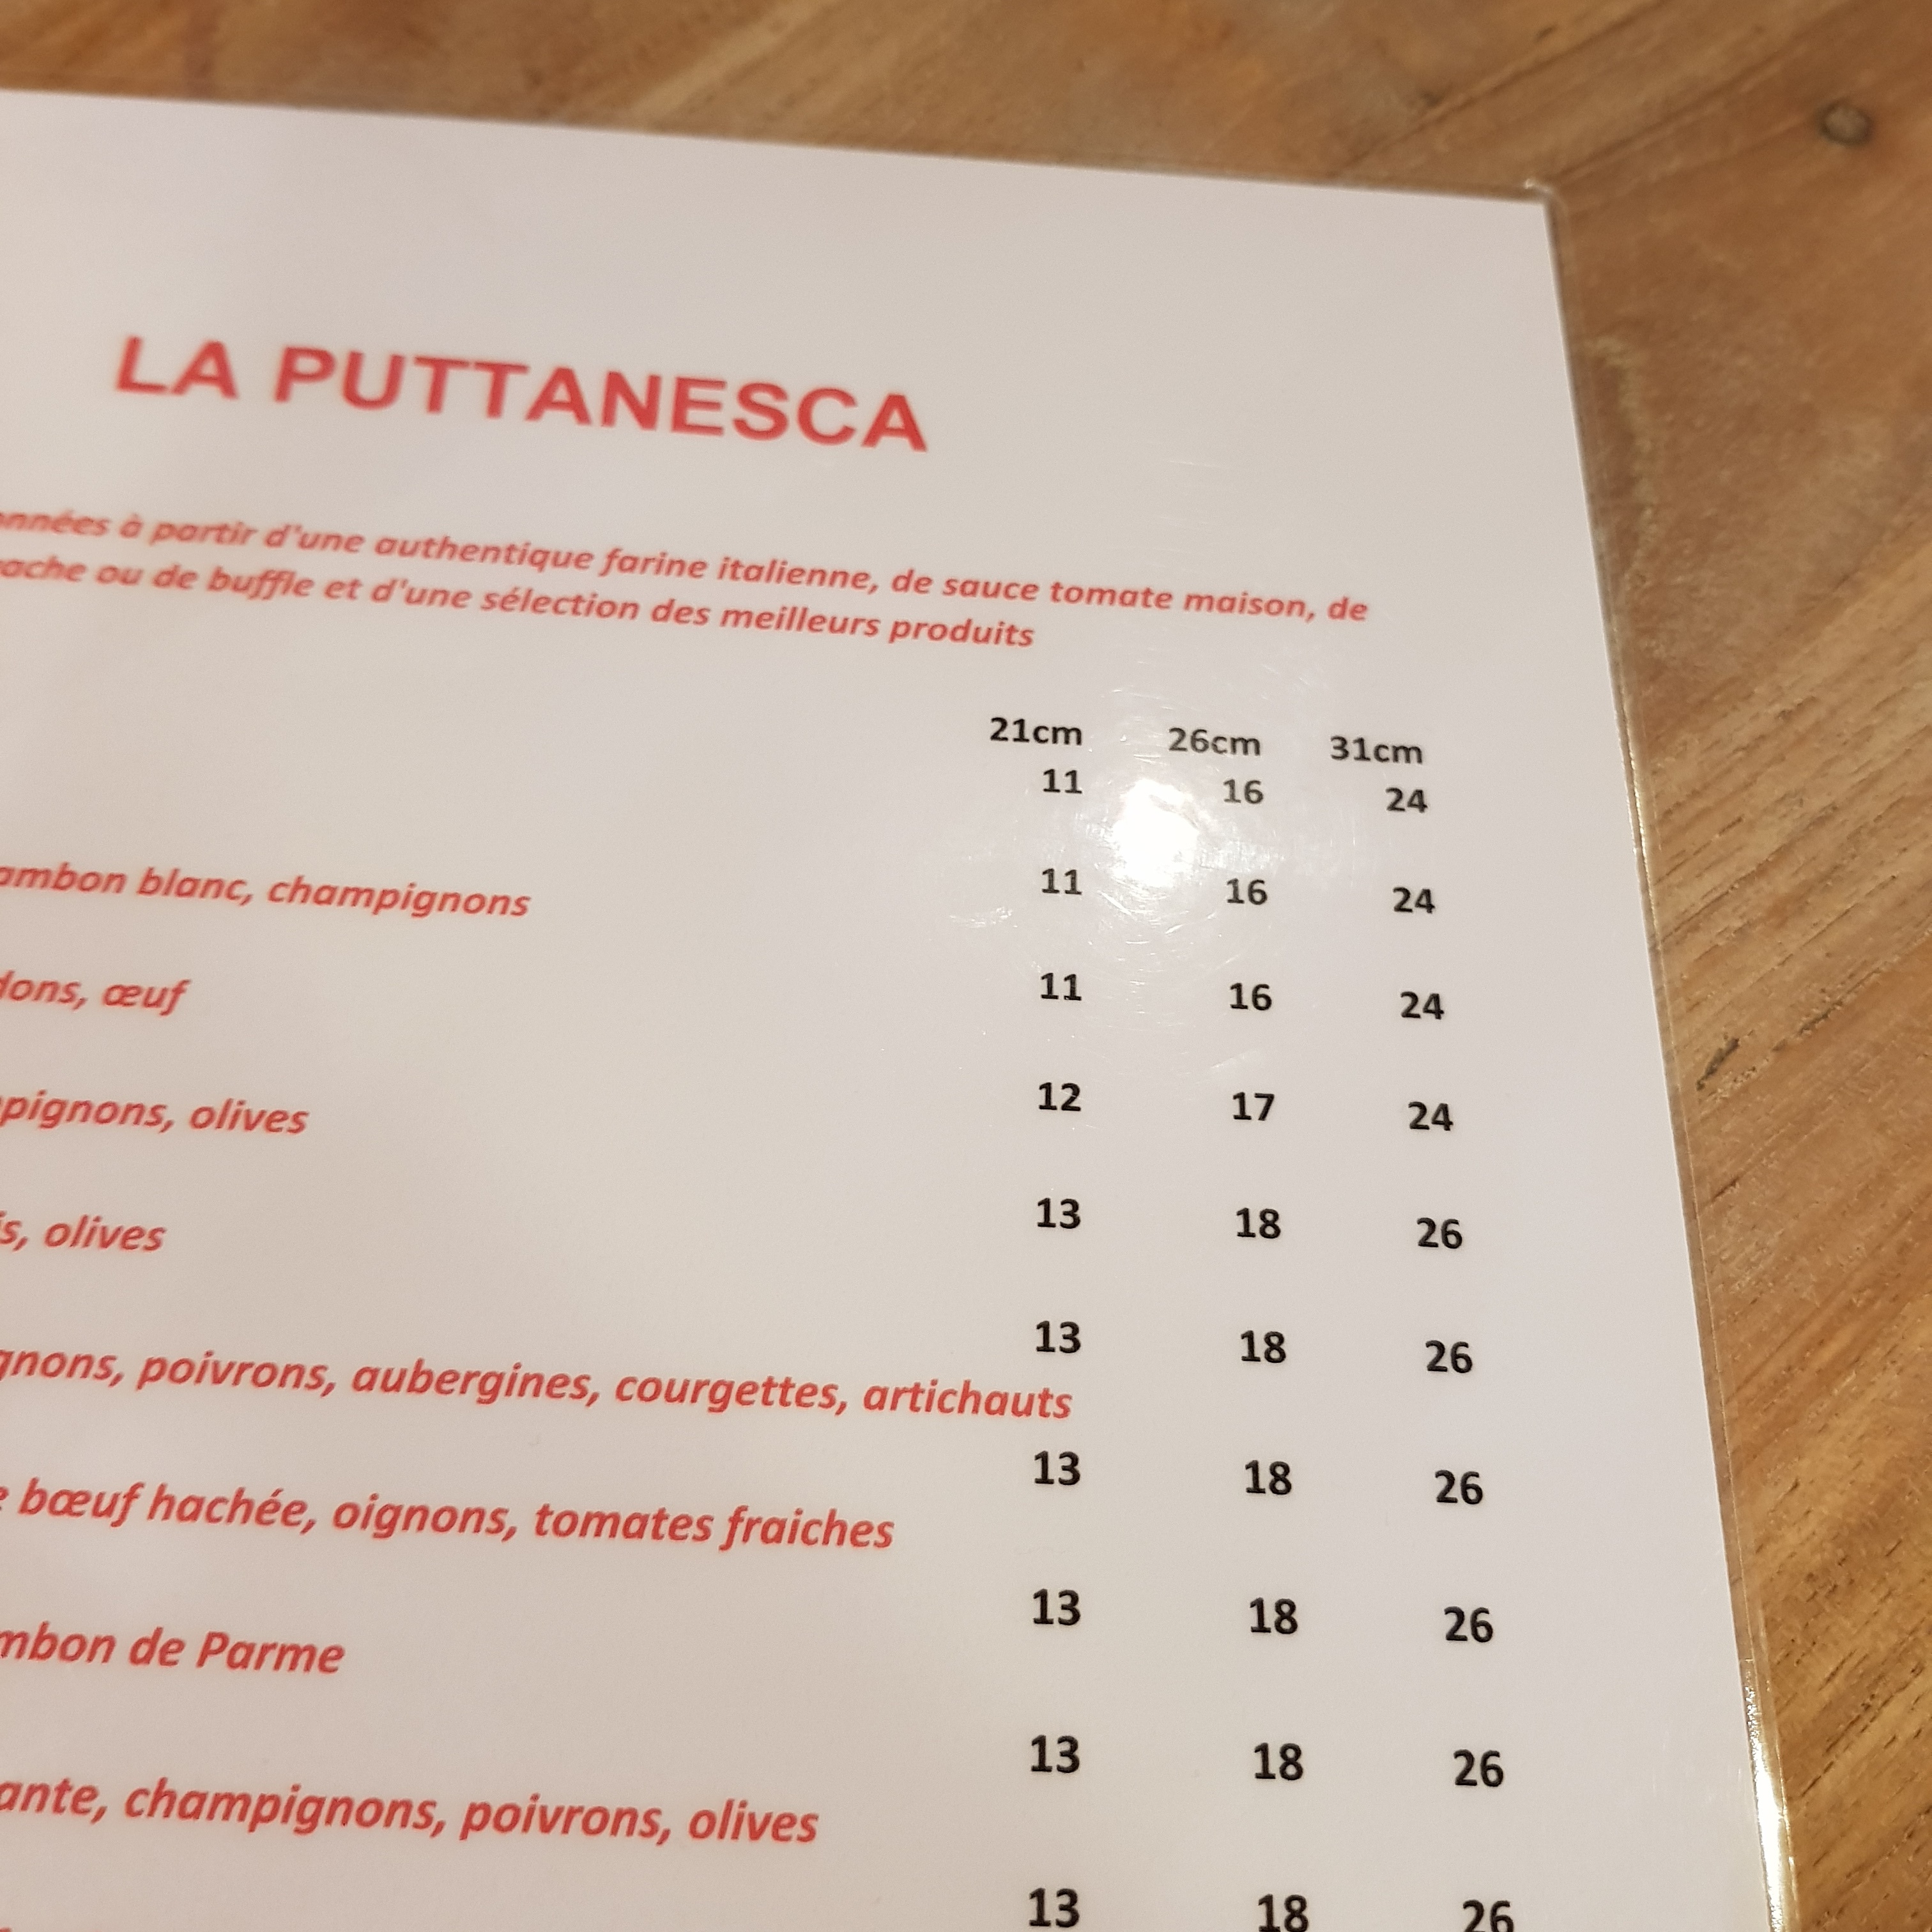 LA PUTTANESCA
à partir d'une authentique farine italienne, de sauce tomate maison, de
ou de buffle et d'une sélection des meilleurs produits
21cm 26cm 31cm
11 16 24
11 16 24
ambon blanc, champignons
11 16 24
dons, œuf
12 17 24
pignons, olives
13 18 26
s, olives
13 18 26
gnons, poivrons, aubergines, courgettes, artichauts
13 18 26
e bœuf hachée, oignons, tomates fraiches
13 18 26
mbon de Parme
13 18 26
ante, champignons, poivrons, olives
13 18 26